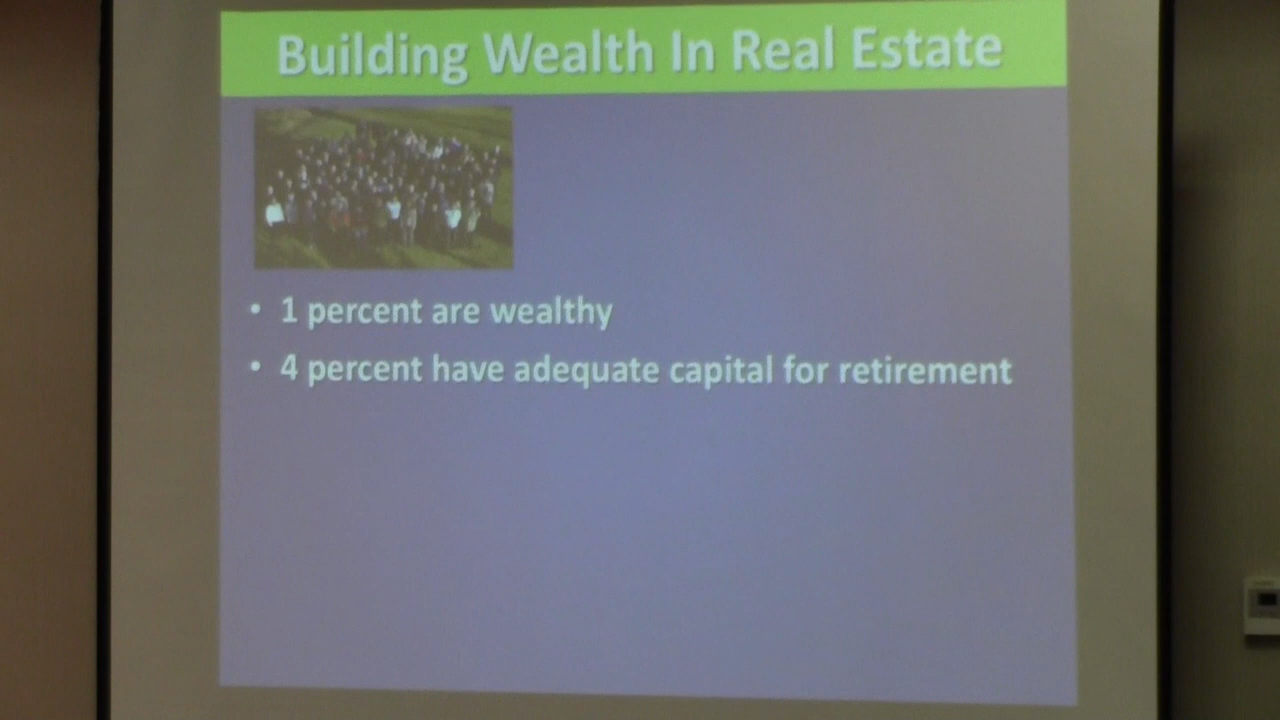 Building Wealth In Real Estate
• 1 percent are wealthy
• 4 percent have adequate capital for retirement